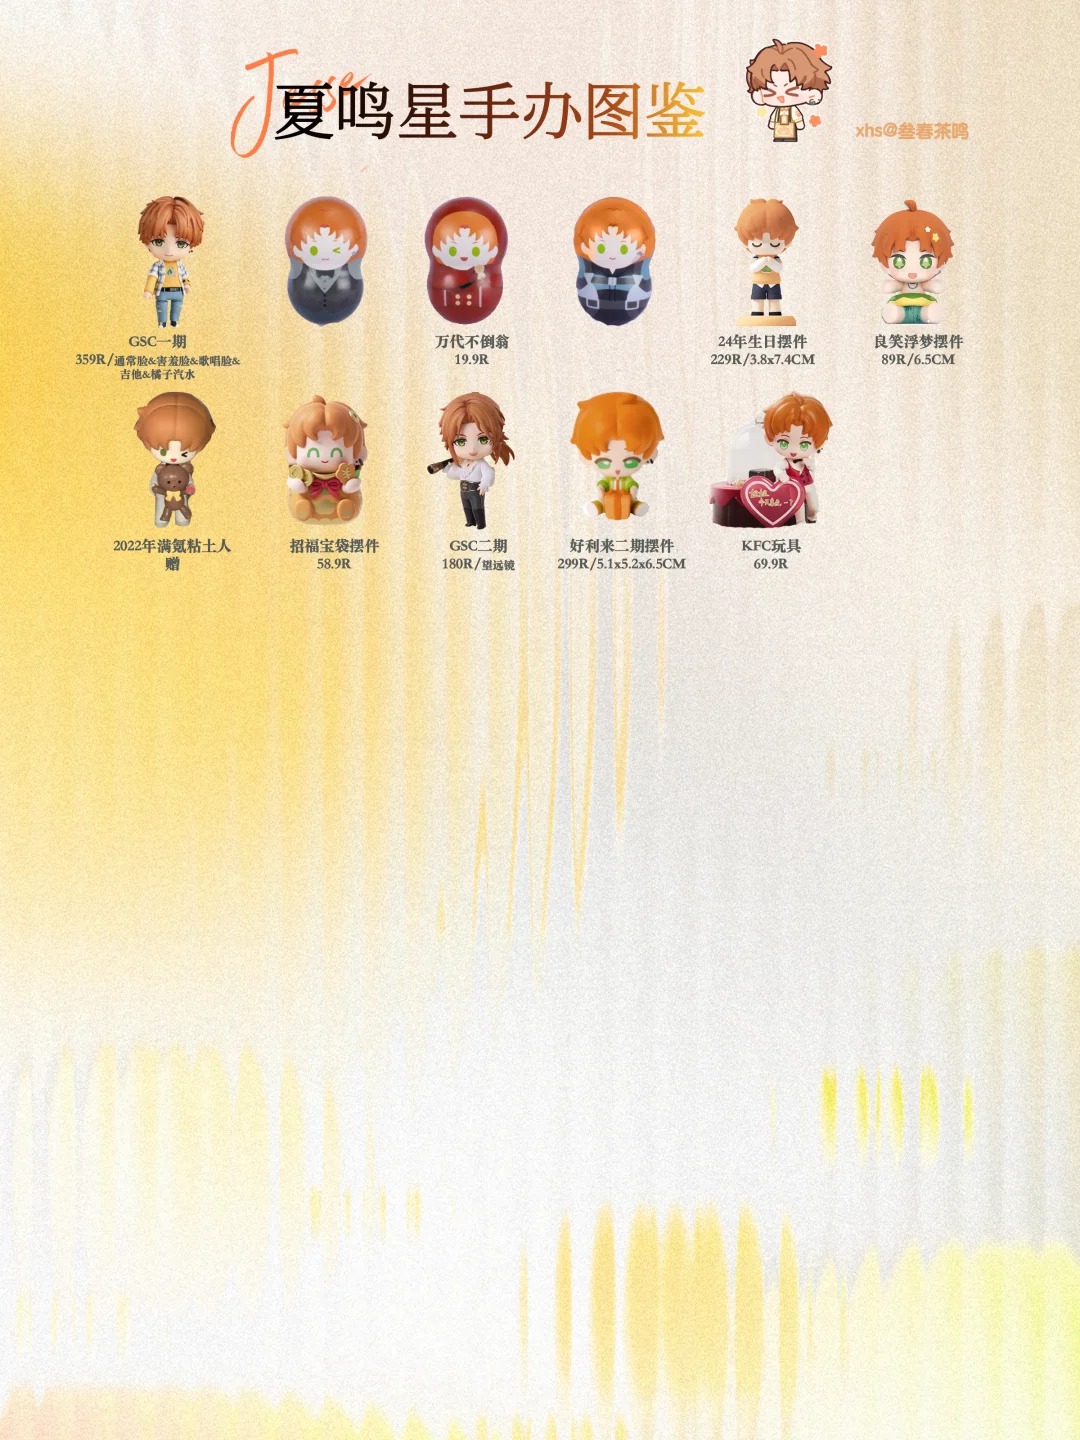 Jesse
夏鸣星手办图鉴
xhs@叁春茶鸣
GSC一期
359R/通常脸&害羞脸&歌唱脸&
吉他&橘子汽水
万代不倒翁
19.9R
24年生日摆件
229R/3.8x7.4CM
良笑浮梦摆件
89R/6.5CM
2022年满氪粘土人
赠
招福宝袋摆件
58.9R
GSC二期
180R/望远镜
好利来二期摆件
299R/5.1x5.2x6.5CM
KFC玩具
69.9R